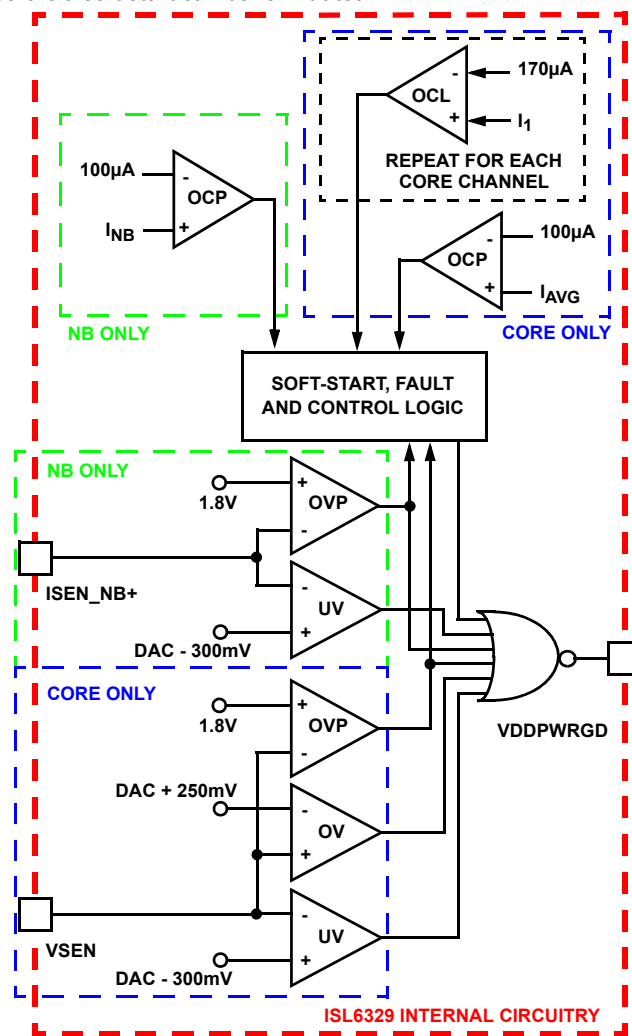 -
170µA
OCL
+
I1
REPEAT FOR EACH
CORE CHANNEL
100µA
-
OCP
INB
+
-
100µA
OCP
+
IAVG
NB ONLY
CORE ONLY
SOFT-START, FAULT
AND CONTROL LOGIC
NB ONLY
+
1.8V
OVP
-
ISEN_NB+
-
UV
DAC - 300mV
+
CORE ONLY
+
1.8V
OVP
-
VDDPWRGD
DAC + 250mV
-
OV
+
-
VSEN
UV
+
DAC - 300mV
ISL6329 INTERNAL CIRCUITRY